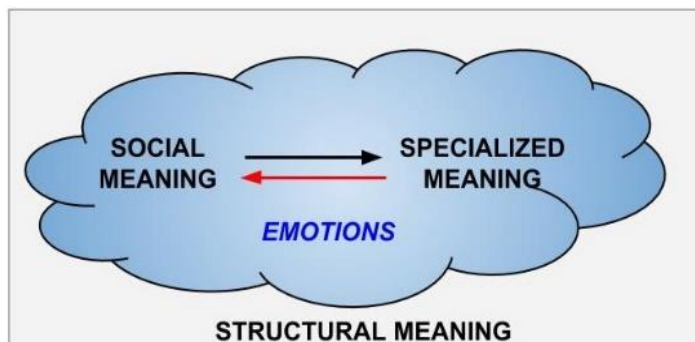 SOCIAL
MEANING
SPECIALIZED
MEANING
EMOTIONS
STRUCTURAL MEANING